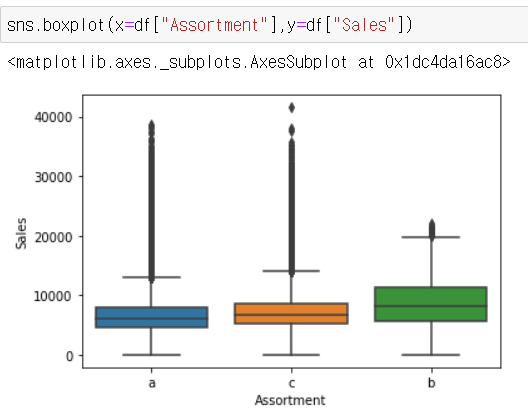 sns.boxplot(x=df["Assortment"],y=df["Sales"])
<matplotlib.axes._subplots.AxesSubplot at 0x1dc4da16ac8>
40000
30000
20000
10000
0
Sales
a c b
Assortment